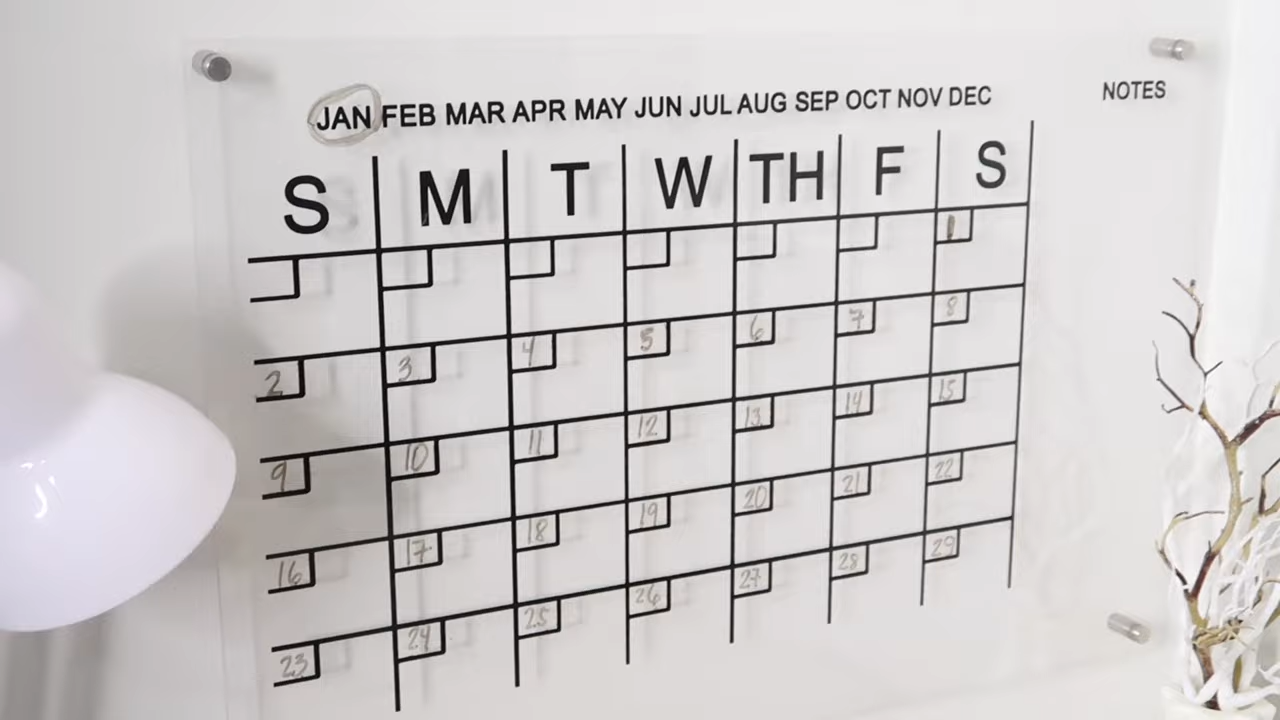 JAN FEB MAR APR MAY JUN JUL AUG SEP OCT NOV DEC NOTES
S M T W TH F S
1
2 3 4 5 6 7 8
9 10 11 12 13 14 15
16 17 18 19 20 21 22
23 24 25 26 27 28 29